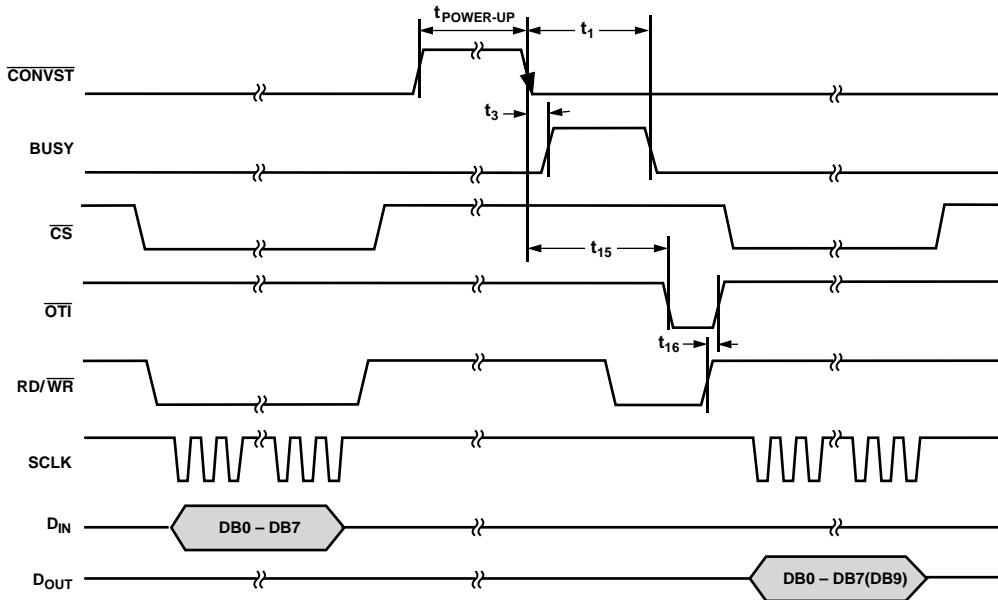 tPOWER-UP
t1
CONVST
t3
BUSY
CS
t15
OTI
t16
RD/WR
SCLK
DIN
DB0 – DB7
DOUT
DB0 – DB7(DB9)